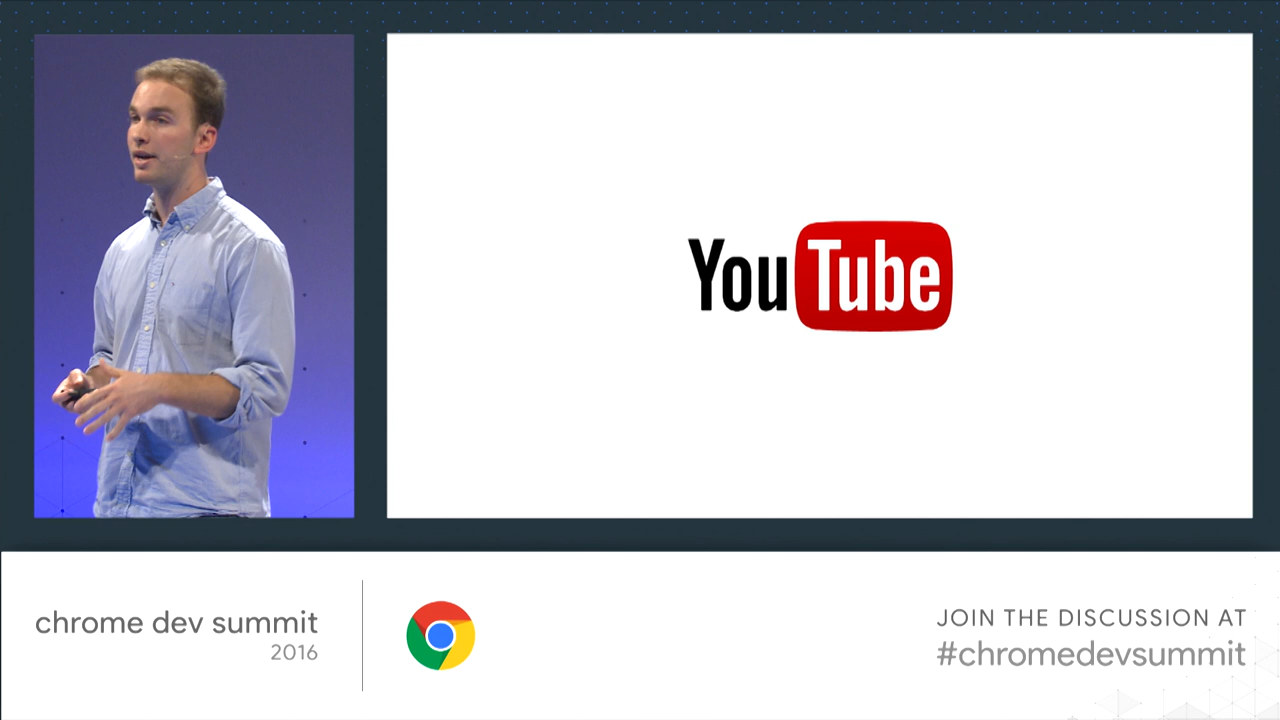 YouTube
chrome dev summit
2016
JOIN THE DISCUSSION AT
#chromedevsummit